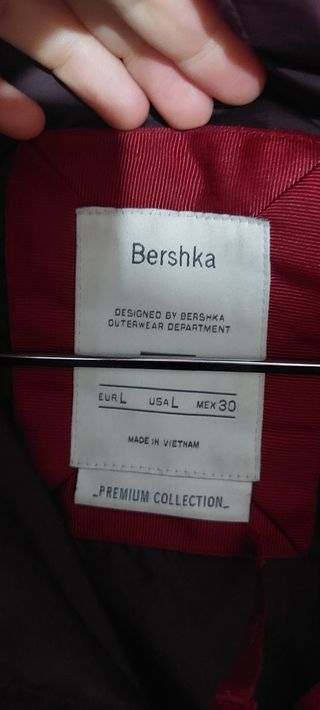 Bershka
DESIGNED BY BERSHKA
OUTERWEAR DEPARTMENT
EUR L USA L MEX 30
MADE IN VIETNAM
_PREMIUM COLLECTION_